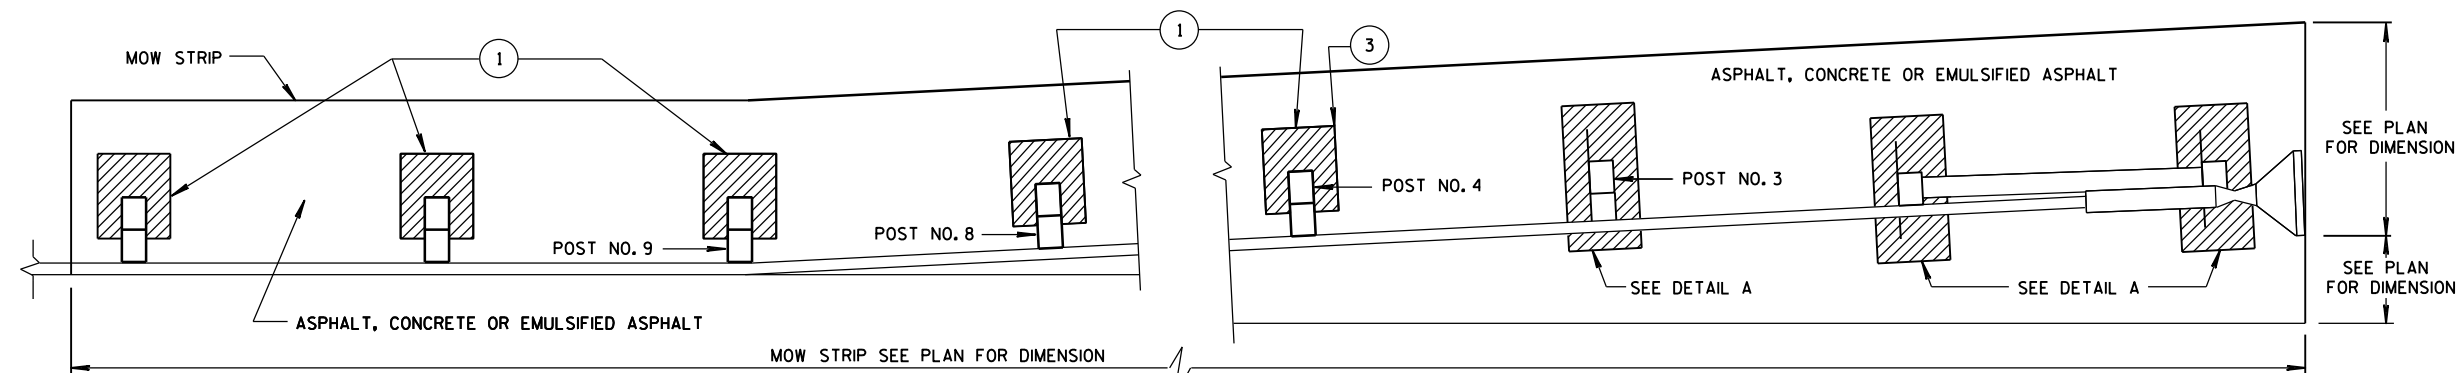 MOW STRIP
1
1
3
ASPHALT, CONCRETE OR EMULSIFIED ASPHALT
SEE PLAN
FOR DIMENSION
POST NO. 4
POST NO. 3
POST NO. 8
POST NO. 9
SEE DETAIL A
SEE DETAIL A
SEE PLAN
FOR DIMENSION
ASPHALT, CONCRETE OR EMULSIFIED ASPHALT
MOW STRIP SEE PLAN FOR DIMENSION